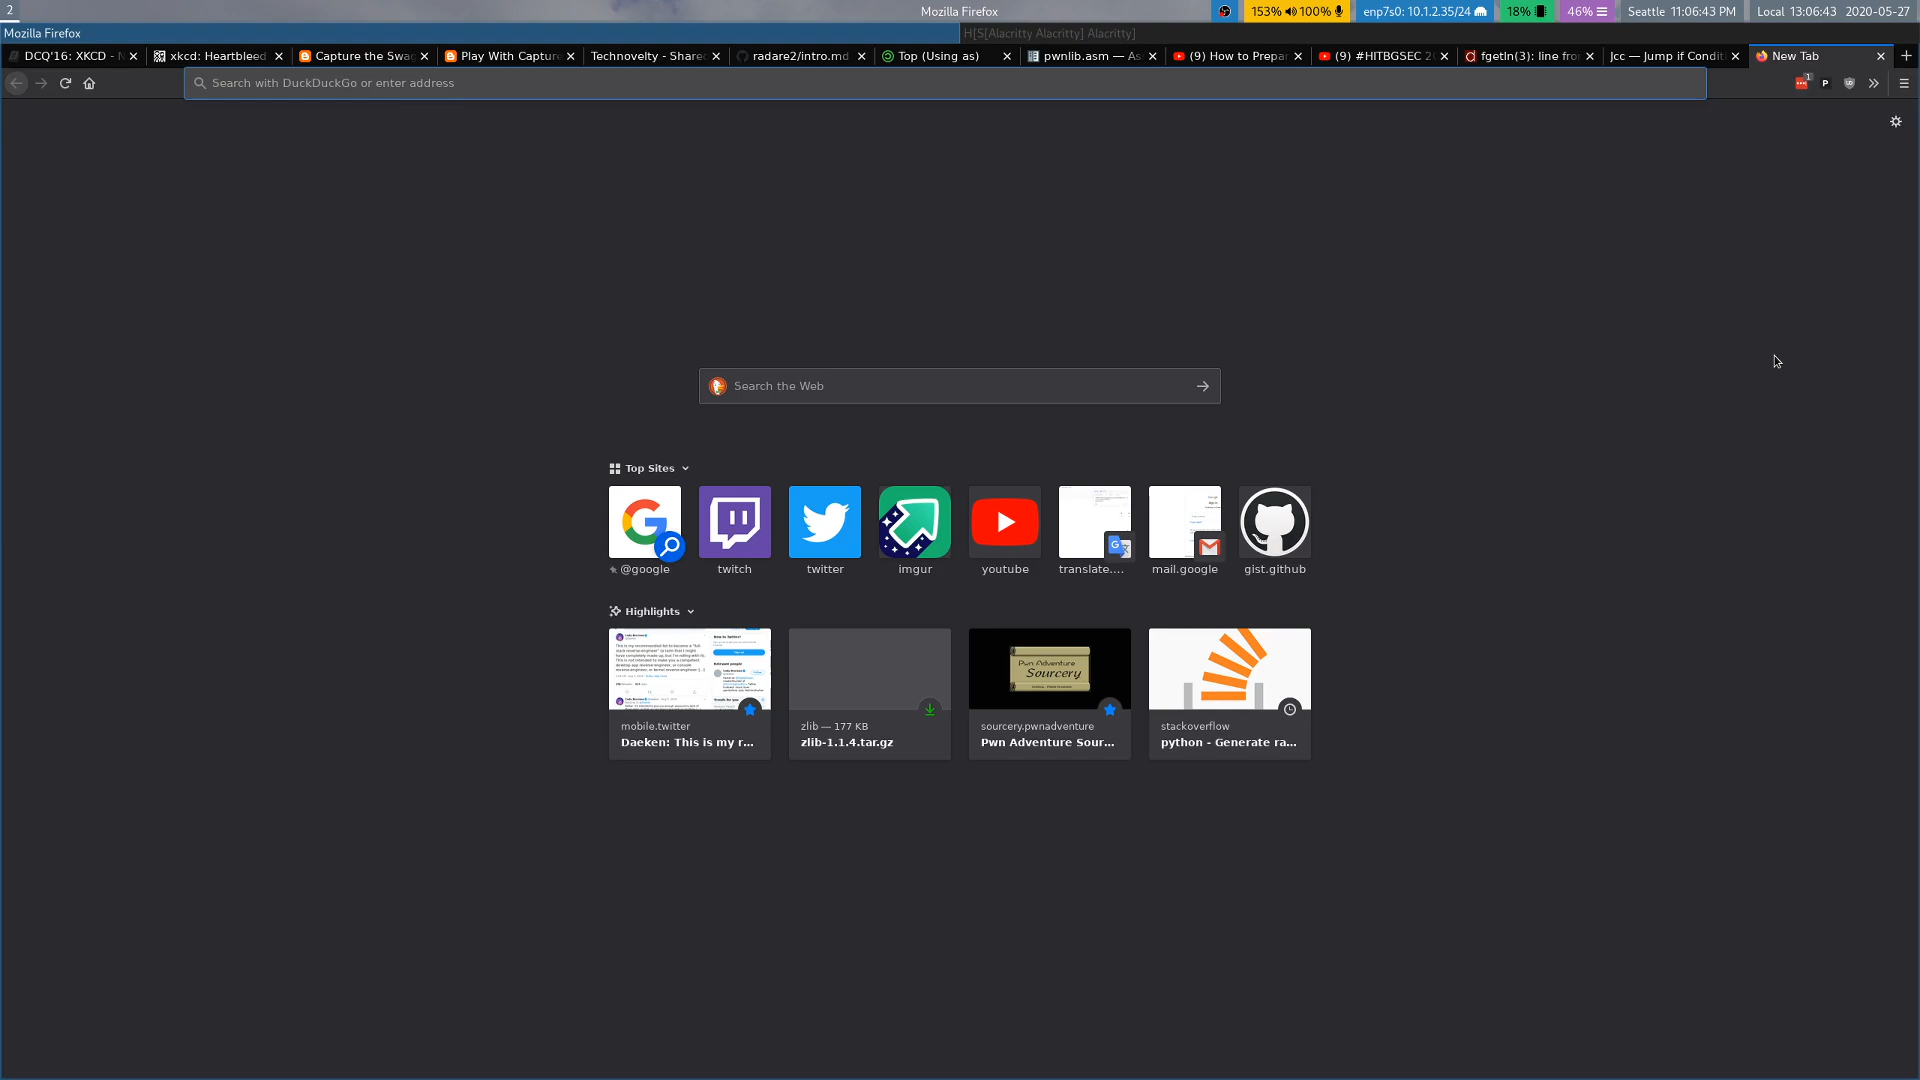 2
Mozilla Firefox
153% 100%
enp7s0: 10.1.2.35/24
18%
46%
Seattle 11:06:43 PM
Local 13:06:43 2020-05-27
Mozilla Firefox
H[S[Alacritty Alacritty] Alacritty]
DCQ'16: XKCD - N
xkcd: Heartbleed
Capture the Swa
Play With Capture
Technovelty - Share
radare2/intro.md
Top (Using as)
pwnlib.asm — As
(9) How to Prepa
(9) #HITBGSEC 2
fgetln(3): line fro
Jcc — Jump if Condit
New Tab
Search with DuckDuckGo or enter address
1
P
Search the Web
Top Sites
@google
twitch
twitter
imgur
youtube
translate....
mail.google
gist.github
Highlights
Pwn Adventure
Sourcery
mobile.twitter
Daeken: This is my r...
zlib — 177 KB
zlib-1.1.4.tar.gz
sourcery.pwnadventure
Pwn Adventure Sour...
stackoverflow
python - Generate ra...